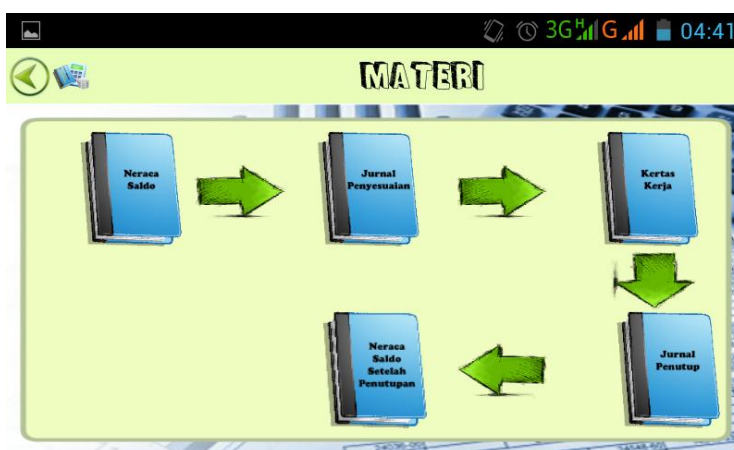 3G H G 04:41
MATERI
Neraca
Saldo
Jurnal
Penyesuaian
Kertas
Kerja
Neraca
Saldo
Setelah
Penutupan
Jurnal
Penutup